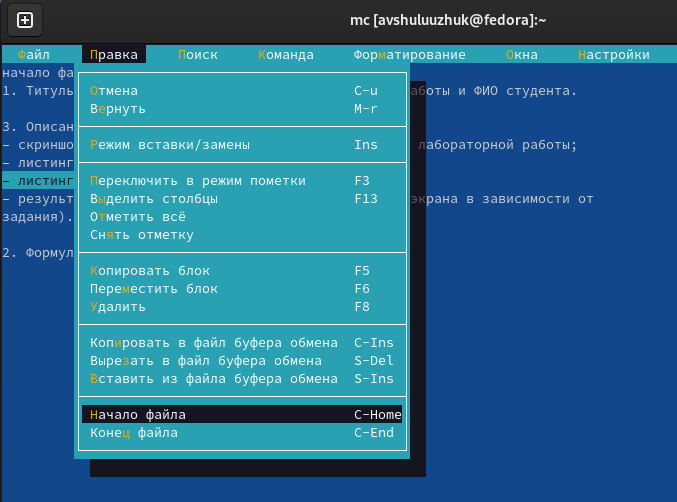 mc [avshuluuzhuk@fedora]:~
Файл Правка Поиск Команда Форматирование Окна Настройки
начало фа
1. Титуль аботы и ФИО студента.
Отмена C-u
Вернуть M-r
3. Описан
– скриншо Режим вставки/замены Ins лабораторной работы;
– листинг
– листинг Переключить в режим пометки F3
– результ Выделить столбцы F13 экрана в зависимости от
задания). Отметить всё
Снять отметку
2. Формул
Копировать блок F5
Переместить блок F6
Удалить F8
Копировать в файл буфера обмена C-Ins
Вырезать в файл буфера обмена S-Del
Вставить из файла буфера обмена S-Ins
Начало файла C-Home
Конец файла C-End